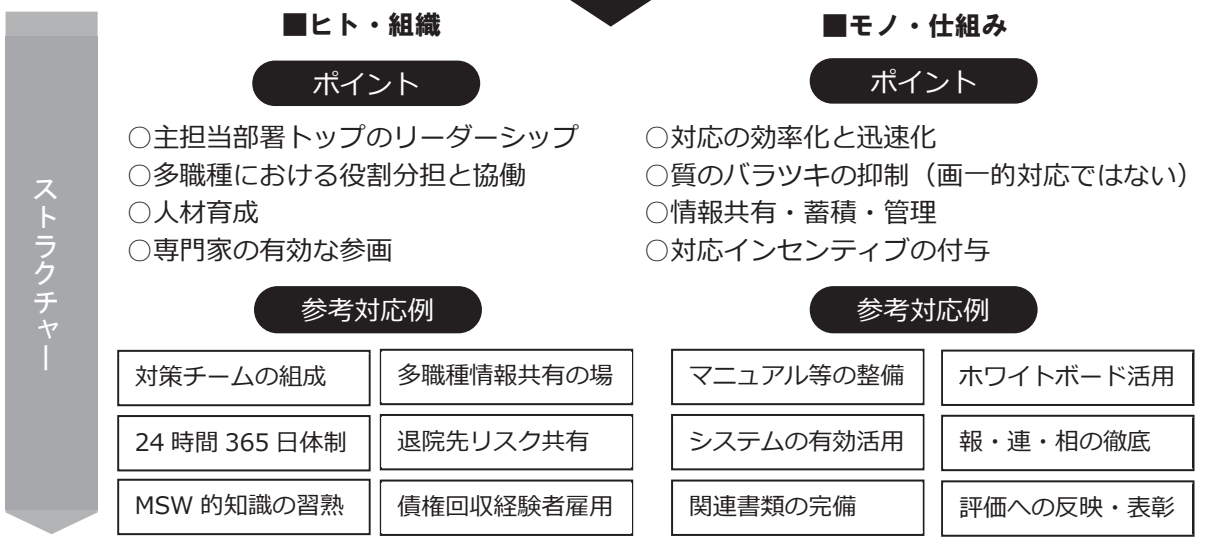 ストラクチャー
■ヒト・組織
ポイント
○主担当部署トップのリーダーシップ
○多職種における役割分担と協働
○人材育成
○専門家の有効な参画
参考対応例
対策チームの組成
多職種情報共有の場
24 時間 365 日体制
退院先リスク共有
MSW 的知識の習熟
債権回収経験者雇用
■モノ・仕組み
ポイント
○対応の効率化と迅速化
○質のバラツキの抑制（画一的対応ではない）
○情報共有・蓄積・管理
○対応インセンティブの付与
参考対応例
マニュアル等の整備
ホワイトボード活用
システムの有効活用
報・連・相の徹底
関連書類の完備
評価への反映・表彰